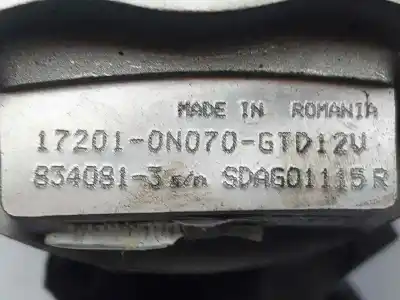 MADE IN ROMANIA
17201-0N070-GTD12V
834081-3 s/n SDAG01115R